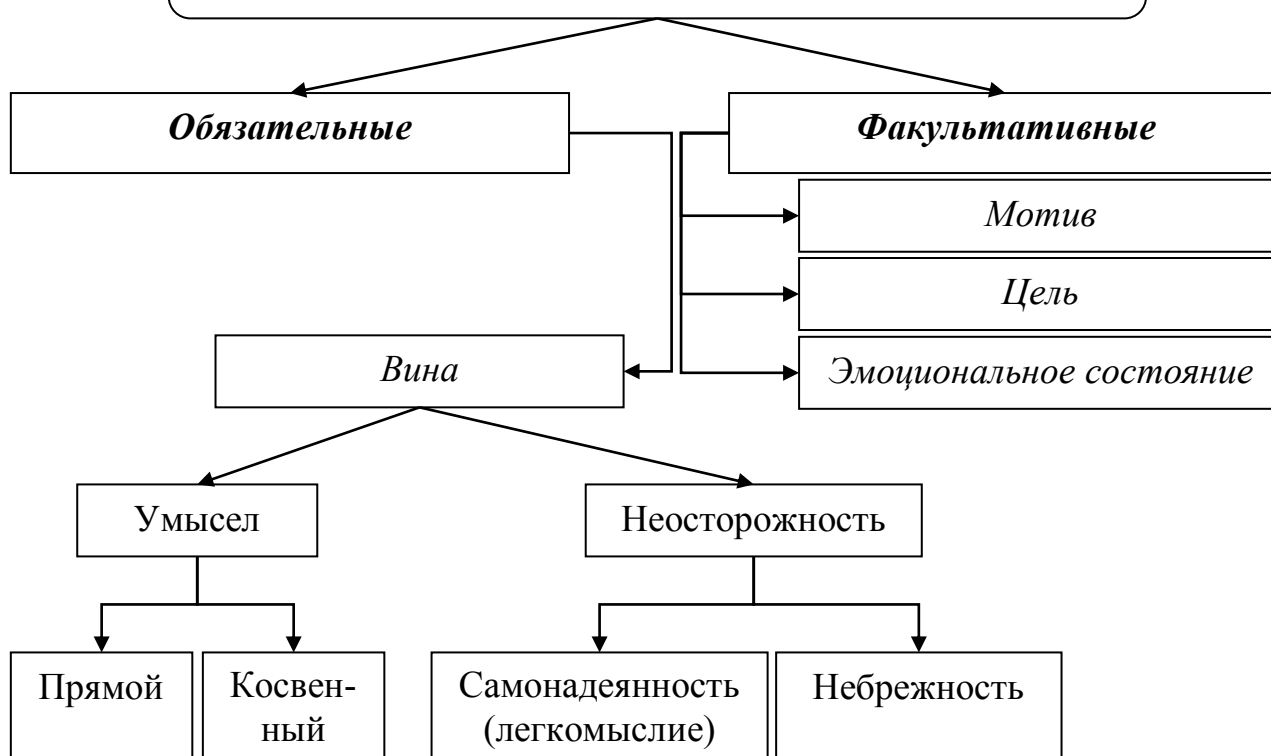 Обязательные
Факультативные
Мотив
Цель
Эмоциональное состояние
Вина
Умысел
Неосторожность
Прямой
Косвен-
ный
Самонадеянность
(легкомыслие)
Небрежность